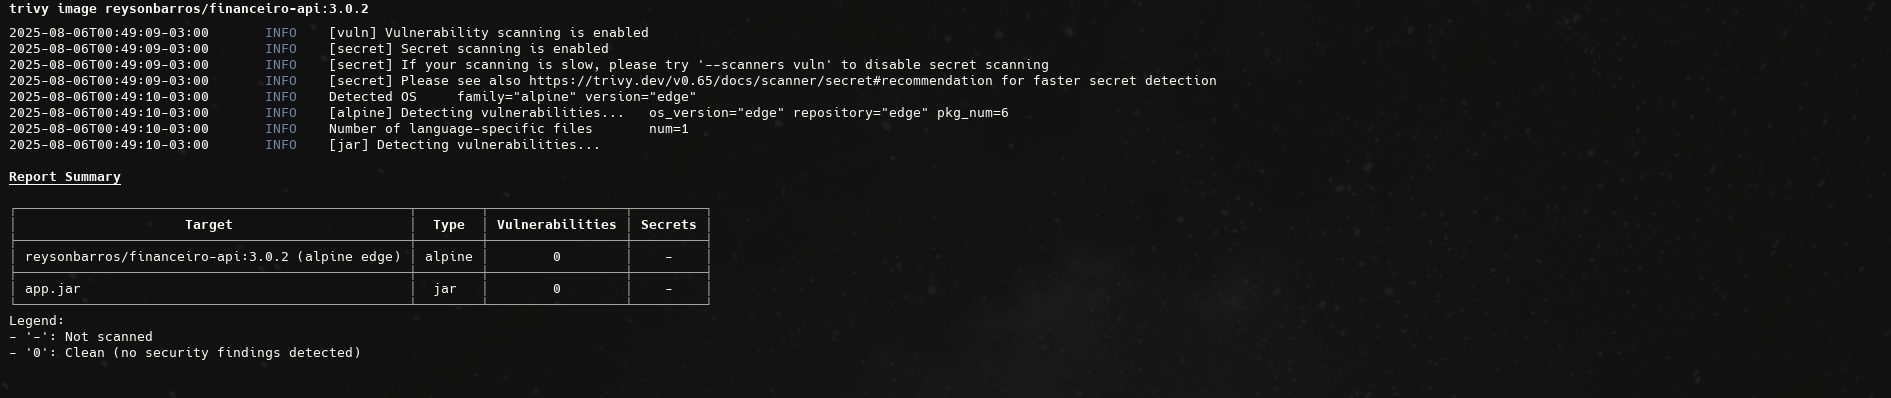 trivy image reysonbarros/financeiro-api:3.0.2
2025-08-06T00:49:09-03:00 INFO [vuln] Vulnerability scanning is enabled
2025-08-06T00:49:09-03:00 INFO [secret] Secret scanning is enabled
2025-08-06T00:49:09-03:00 INFO [secret] If your scanning is slow, please try '--scanners vuln' to disable secret scanning
2025-08-06T00:49:09-03:00 INFO [secret] Please see also https://trivy.dev/v0.65/docs/scanner/secret#recommendation for faster secret detection
2025-08-06T00:49:10-03:00 INFO Detected OS family="alpine" version="edge"
2025-08-06T00:49:10-03:00 INFO [alpine] Detecting vulnerabilities... os_version="edge" repository="edge" pkg_num=6
2025-08-06T00:49:10-03:00 INFO Number of language-specific files num=1
2025-08-06T00:49:10-03:00 INFO [jar] Detecting vulnerabilities...
Report Summary
Target Type Vulnerabilities Secrets
reysonbarros/financeiro-api:3.0.2 (alpine edge) alpine 0 -
app.jar jar 0 -
Legend:
- '-': Not scanned
- '0': Clean (no security findings detected)